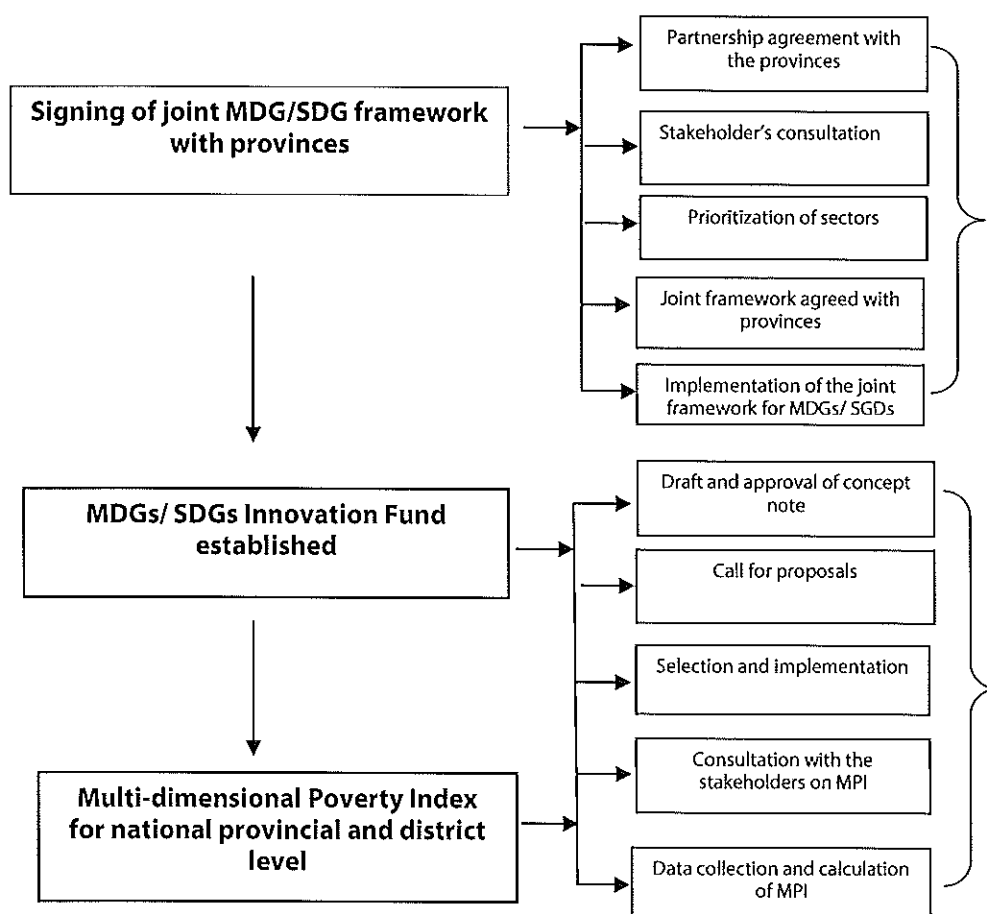 Signing of joint MDG/SDG framework
with provinces
Partnership agreement with
the provinces
Stakeholder's consultation
Prioritization of sectors
Joint framework agreed with
provinces
Implementation of the joint
framework for MDGs/ SGDs
MDGs/ SDGs Innovation Fund
established
Draft and approval of concept
note
Call for proposals
Selection and implementation
Multi-dimensional Poverty Index
for national provincial and district
level
Consultation with the
stakeholders on MPI
Data collection and calculation
of MPI